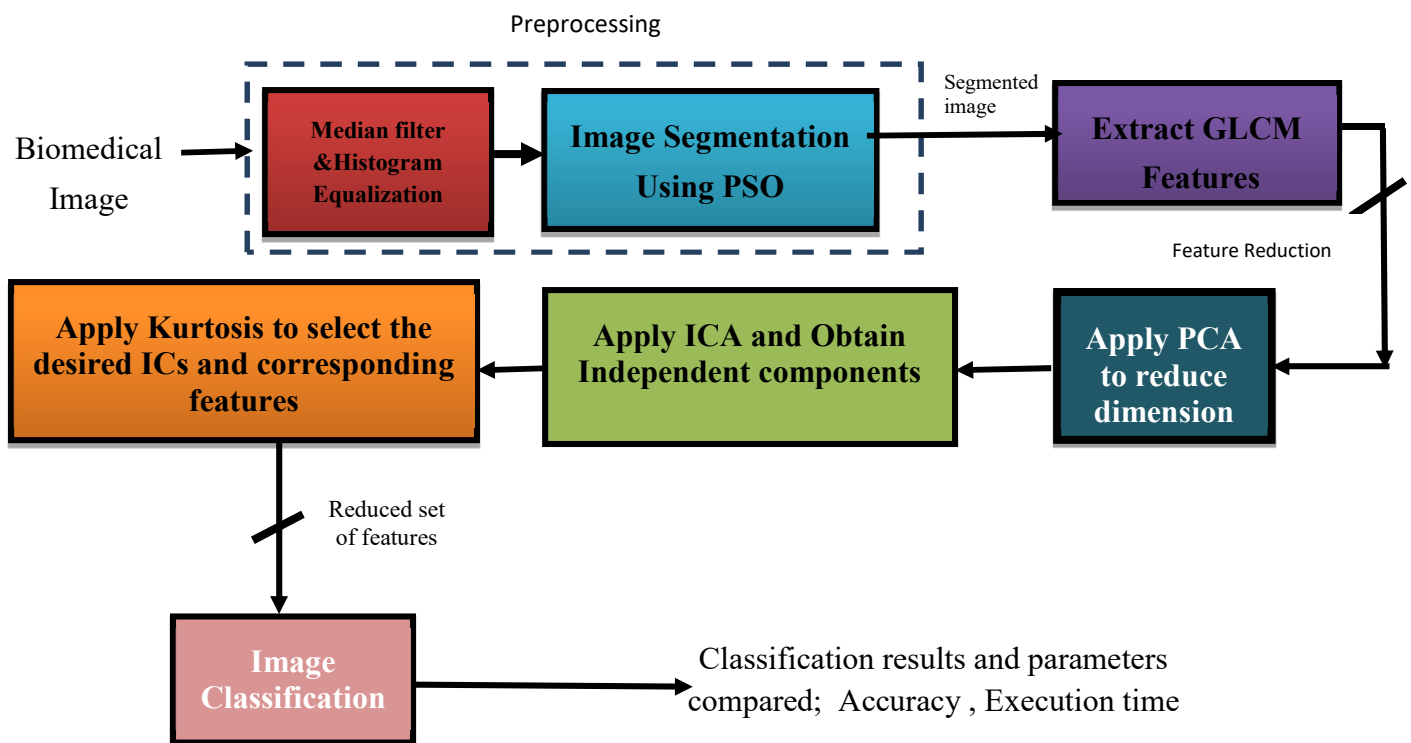 Preprocessing
Biomedical
Image
Median filter
&Histogram
Equalization
Image Segmentation
Using PSO
Segmented
image
Extract GLCM
Features
Feature Reduction
Apply PCA
to reduce
dimension
Apply ICA and Obtain
Independent components
Apply Kurtosis to select the
desired ICs and corresponding
features
Reduced set
of features
Image
Classification
Classification results and parameters
compared;  Accuracy , Execution time